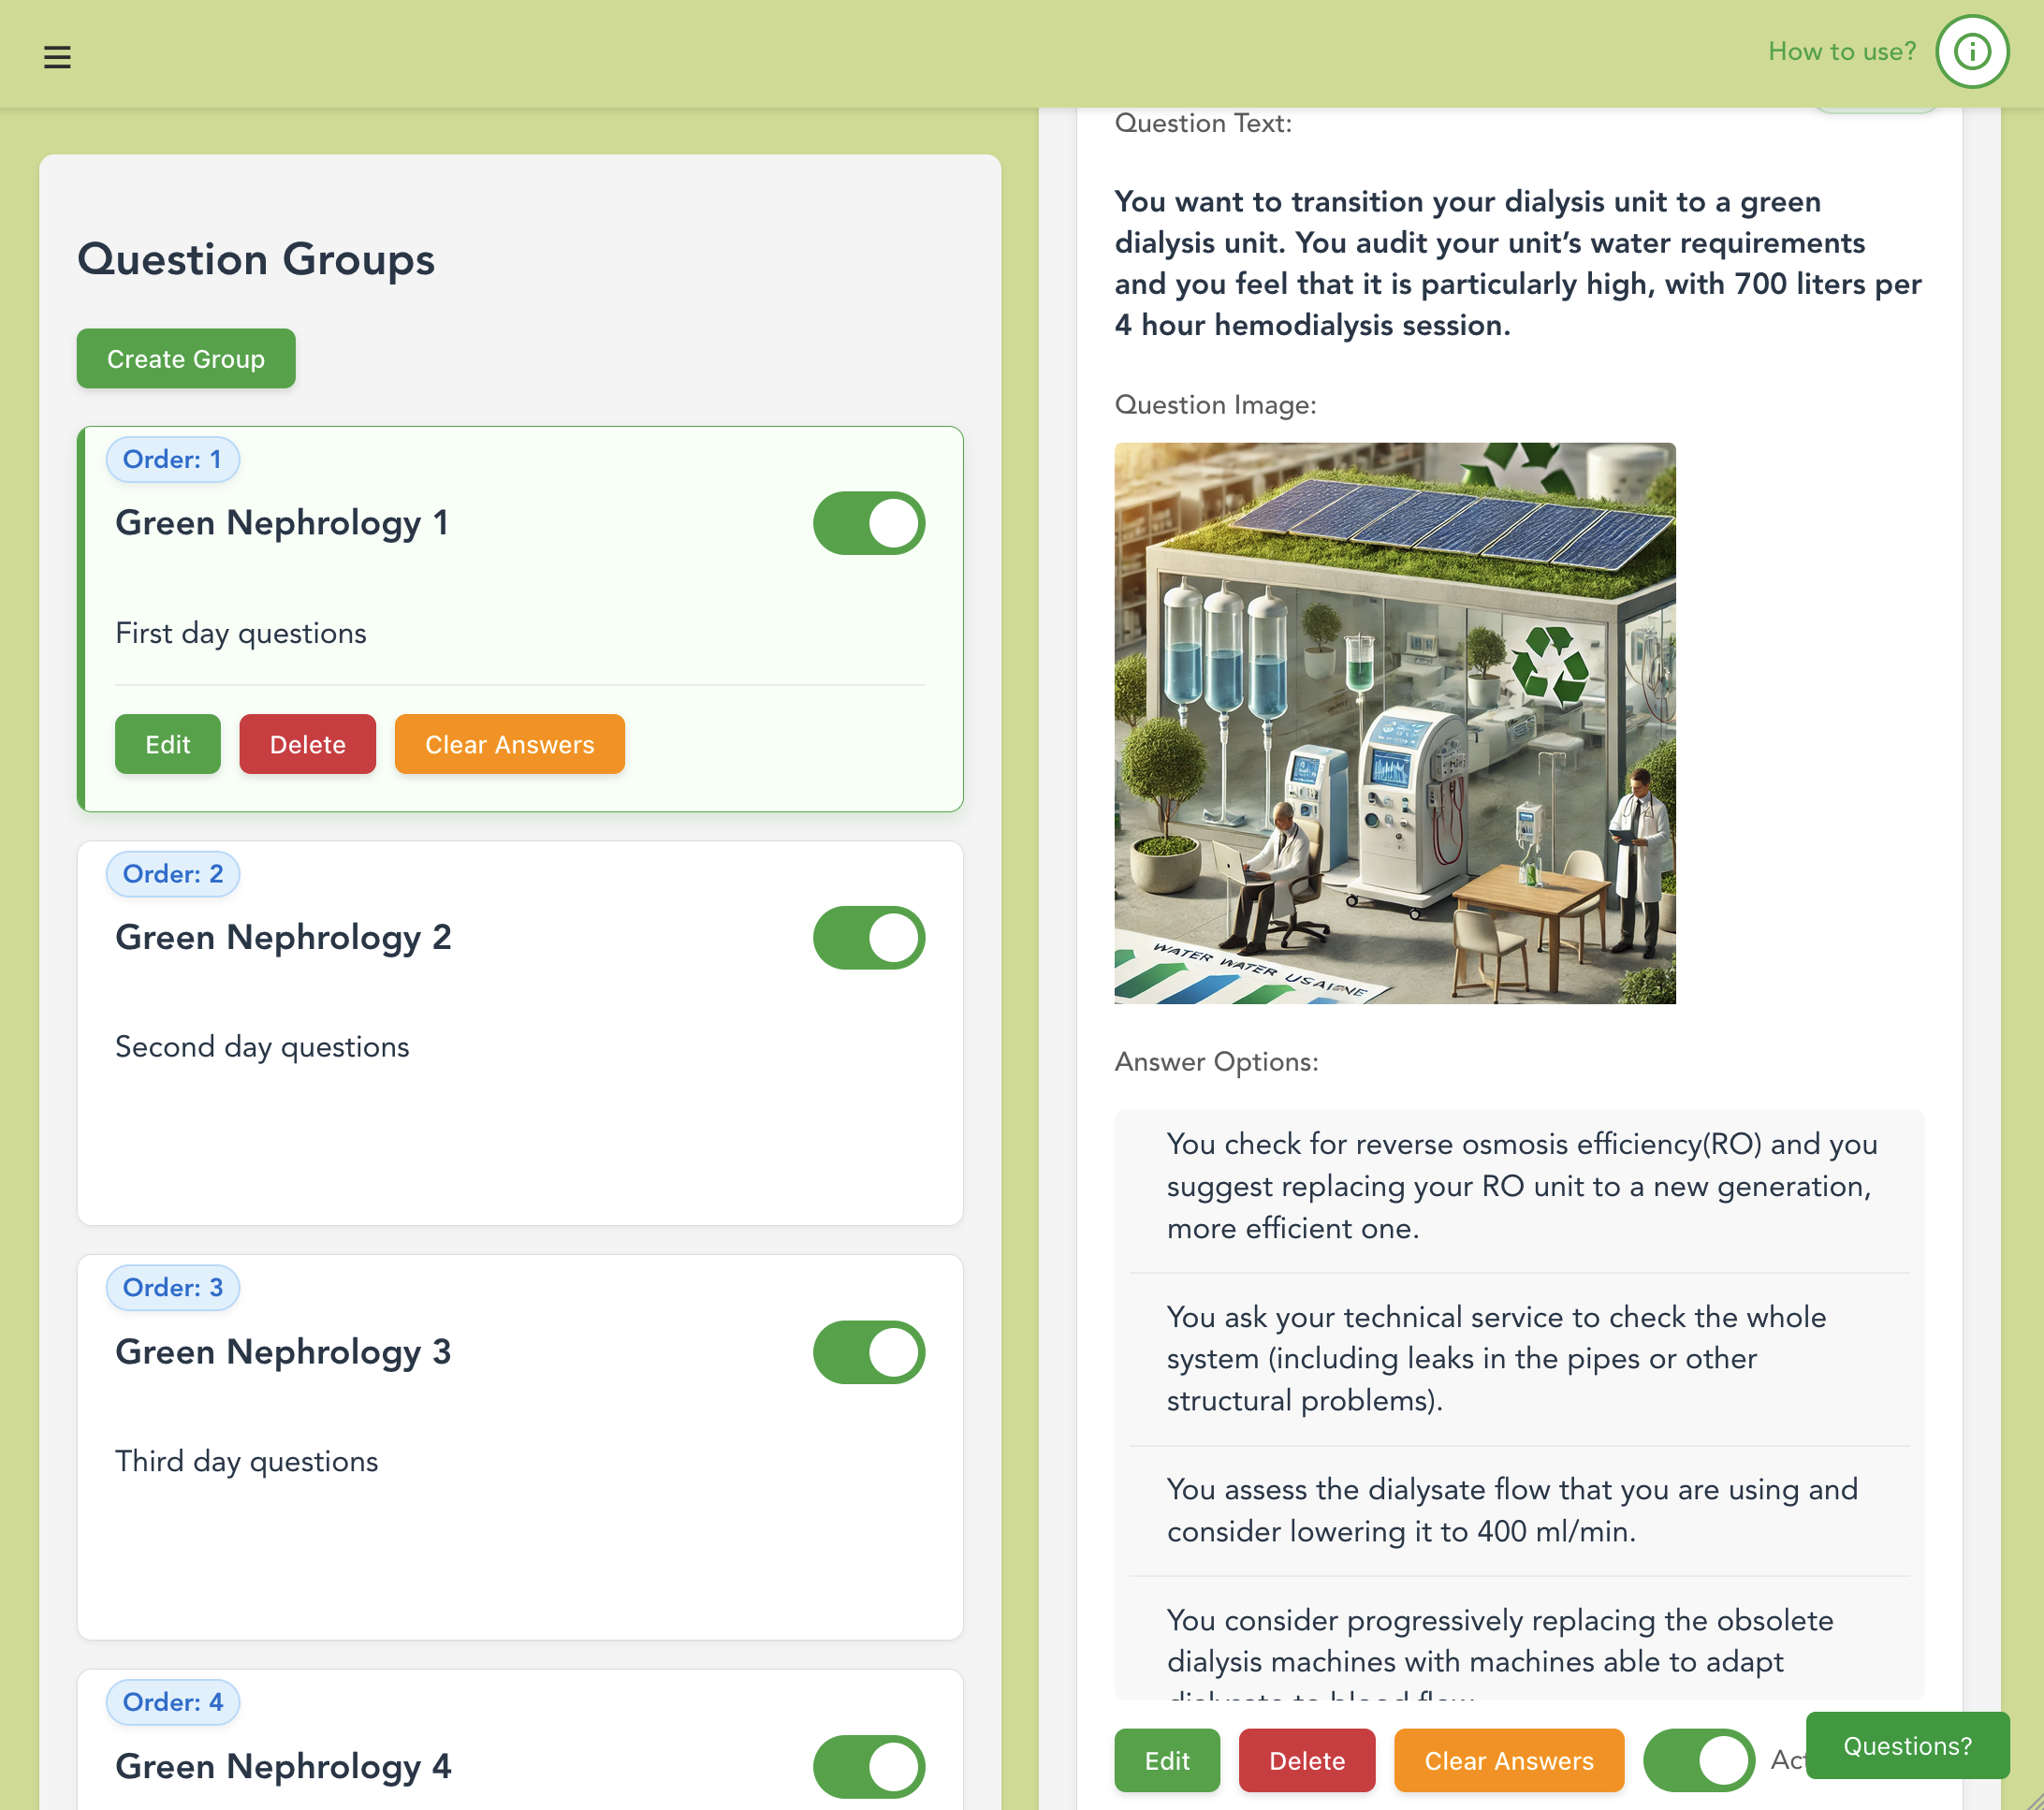 How to use?
Question Groups
Create Group
Order: 1
Green Nephrology 1
First day questions
Edit
Delete
Clear Answers
Order: 2
Green Nephrology 2
Second day questions
Order: 3
Green Nephrology 3
Third day questions
Order: 4
Green Nephrology 4
Question Text:
You want to transition your dialysis unit to a green
dialysis unit. You audit your unit’s water requirements
and you feel that it is particularly high, with 700 liters per
4 hour hemodialysis session.
Question Image:
WATER WATER
Answer Options:
You check for reverse osmosis efficiency(RO) and you
suggest replacing your RO unit to a new generation,
more efficient one.
You ask your technical service to check the whole
system (including leaks in the pipes or other
structural problems).
You assess the dialysate flow that you are using and
consider lowering it to 400 ml/min.
You consider progressively replacing the obsolete
dialysis machines with machines able to adapt
Edit
Delete
Clear Answers
Questions?